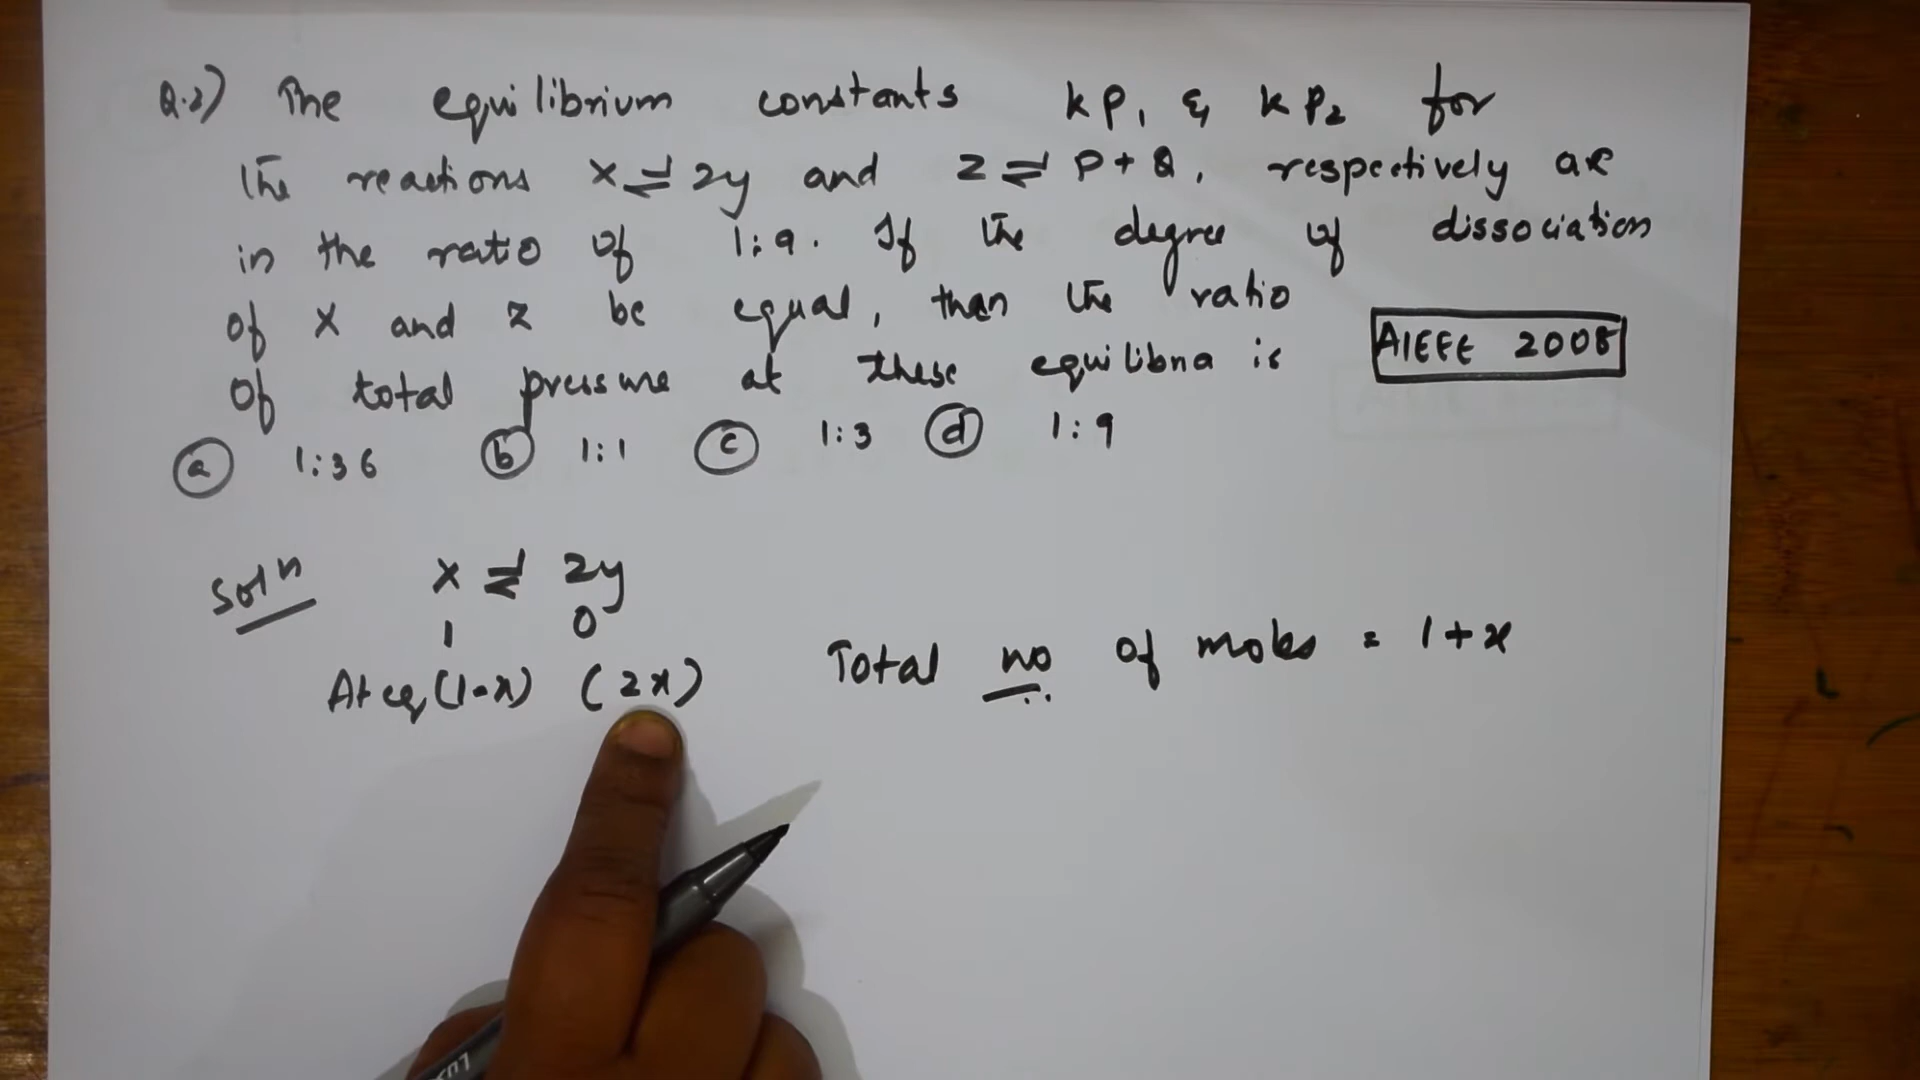 Q.2) The equilibrium constants kp₁ & kp₂ for
the reactions x ⇌ 2y and z ⇌ P + Q, respectively are
in the ratio of 1:9. If the degree of dissociation
of X and z be equal, then the ratio
of total pressure at these equilibria is
AIEEE 2008
(a) 1:36 (b) 1:1 (c) 1:3 (d) 1:9
Soln x ⇌ 2y
1 0
At eq (1-x) (2x)
Total no of moles = 1+x